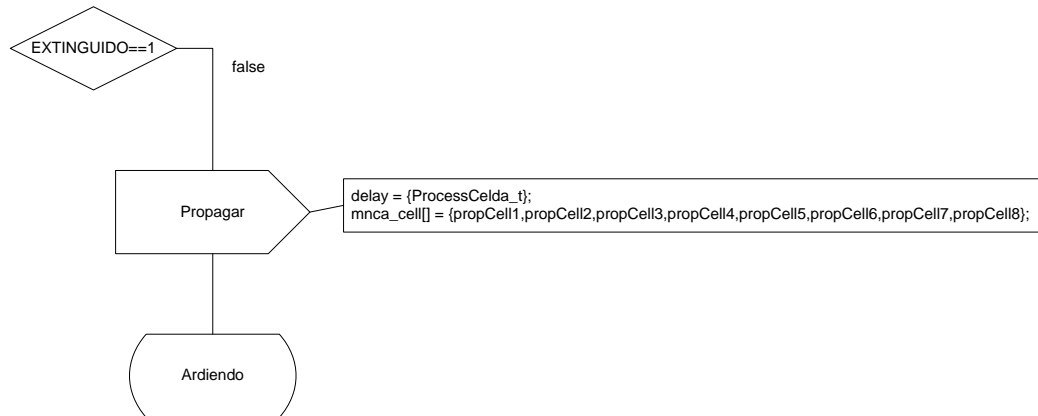 EXTINGUIDO==1
false
Propagar
delay = {ProcessCelda_t};
mnca_cell[] = {propCell1,propCell2,propCell3,propCell4,propCell5,propCell6,propCell7,propCell8};
Ardiendo